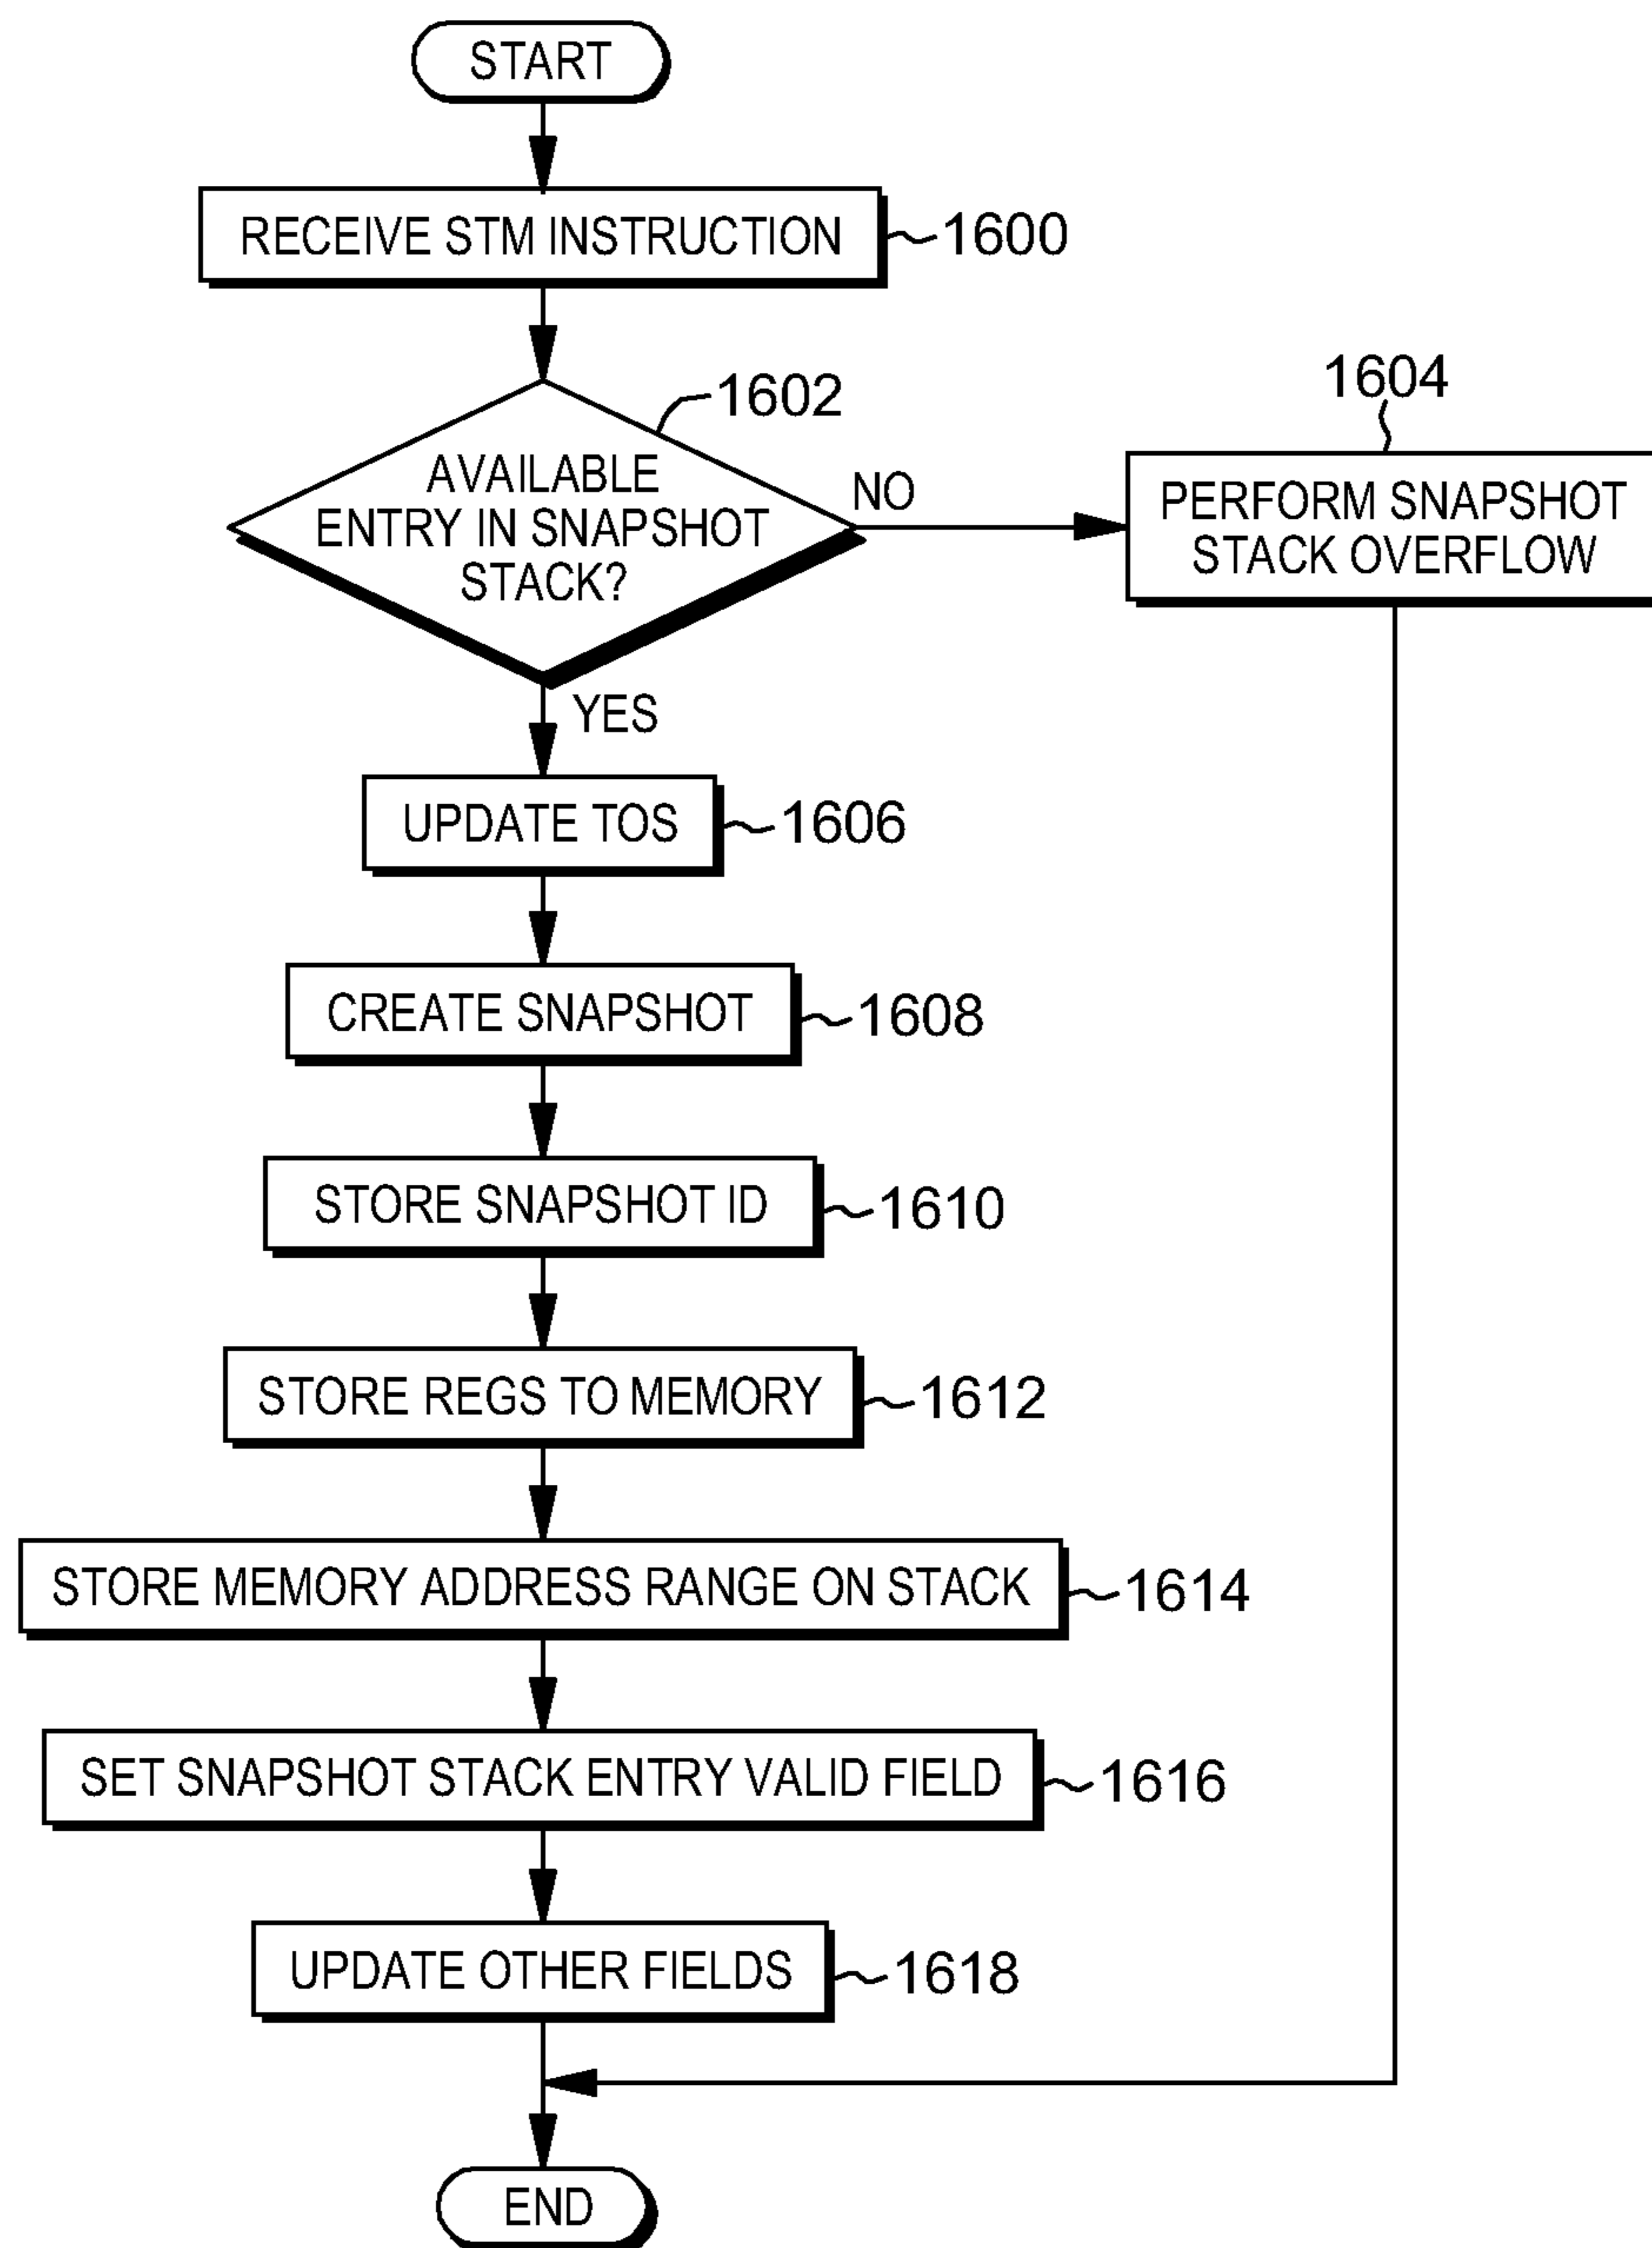 START
RECEIVE STM INSTRUCTION
1600
1602
1604
AVAILABLE
ENTRY IN SNAPSHOT
STACK?
NO
PERFORM SNAPSHOT
STACK OVERFLOW
YES
UPDATE TOS
1606
CREATE SNAPSHOT
1608
STORE SNAPSHOT ID
1610
STORE REGS TO MEMORY
1612
STORE MEMORY ADDRESS RANGE ON STACK
1614
SET SNAPSHOT STACK ENTRY VALID FIELD
1616
UPDATE OTHER FIELDS
1618
END